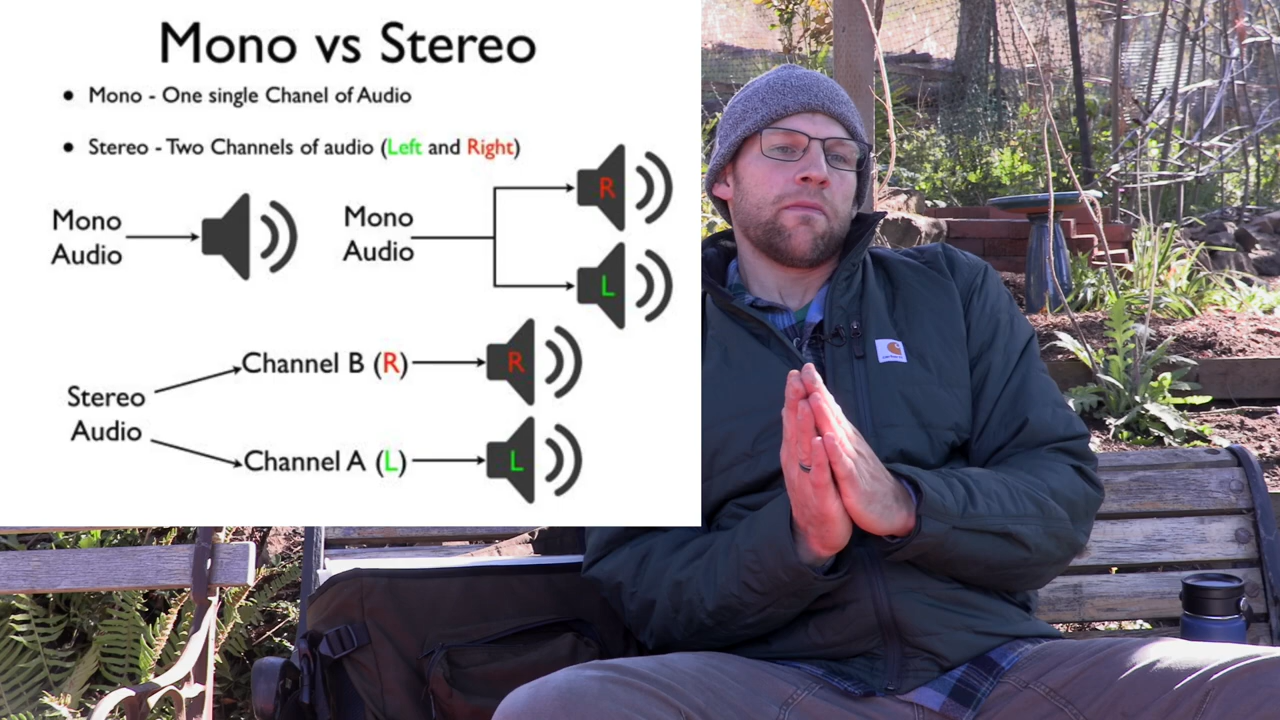 Mono vs Stereo
• Mono - One single Chanel of Audio
• Stereo - Two Channels of audio (Left and Right)
Mono
Audio
Mono
Audio
R
L
Stereo
Audio
Channel B (R)
R
Channel A (L)
L